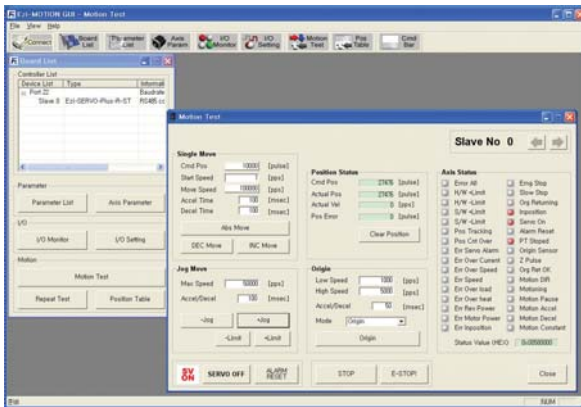 Ezi-MOTION GUI - Motion Test
File View Help
Connect
Board List
Parameter List
Axis Param
I/O Monitor
I/O Setting
Motion Test
Pos Table
Cmd Bar
Board List
Controller List
Device List Type Informati
Port 22 Baudrate
Slave 0 Ezi-SERVO-Plus-R-ST RS485 cc
Parameter
Parameter List Axis Parameter
I/O
I/O Monitor I/O Setting
Motion
Motion Test
Repeat Test Position Table
Motion Test
Slave No 0
Single Move
Cmd Pos 10000 [pulse]
Start Speed 1 [pps]
Move Speed 100000 [pps]
Accel Time 100 [msec]
Decel Time 100 [msec]
Abs Move
DEC Move INC Move
Jog Move
Max Speed 50000 [pps]
Accel/Decel 100 [msec]
-Jog +Jog
-Limit +Limit
Position Status
Cmd Pos 27476 [pulse]
Actual Pos 27476 [pulse]
Actual Vel 0 [pps]
Pos Error 0 [pulse]
Clear Position
Origin
Low Speed 1000 [pps]
High Speed 5000 [pps]
Accel/Decel 50 [msec]
Mode Origin
Origin
Axis Status
Error All Emg Stop
H/W +Limit Slow Stop
H/W -Limit Org Returning
S/W +Limit Inposition
S/W -Limit Servo On
Pos Tracking Alarm Reset
Pos Cnt Over PT Stoped
Err Servo Alarm Origin Sensor
Err Over Current Z Pulse
Err Over Speed Org Ret OK
Err Speed Motion DIR
Err Over load Motioning
Err Over heat Motion Pause
Err Rev Power Motion Accel
Err Motor Power Motion Decel
Err Inposition Motion Constant
Status Value (HEX) 0x00500000
SV ON SERVO OFF ALARM RESET STOP E-STOP! Close
NUM